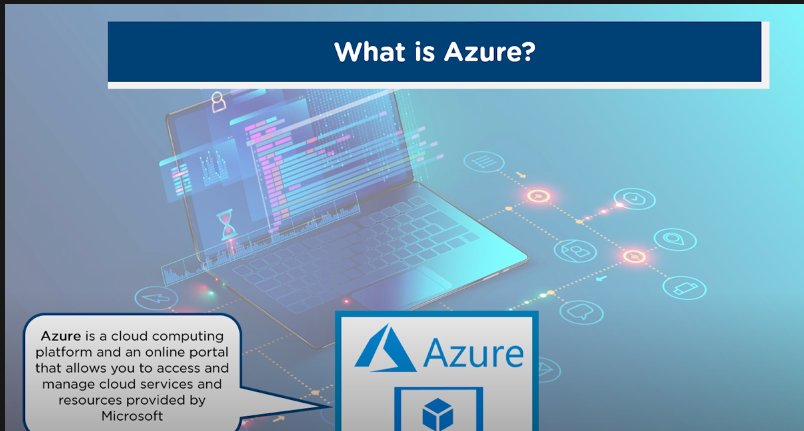 What is Azure?
Azure is a cloud computing
platform and an online portal
that allows you to access and
manage cloud services and
resources provided by
Microsoft
Azure